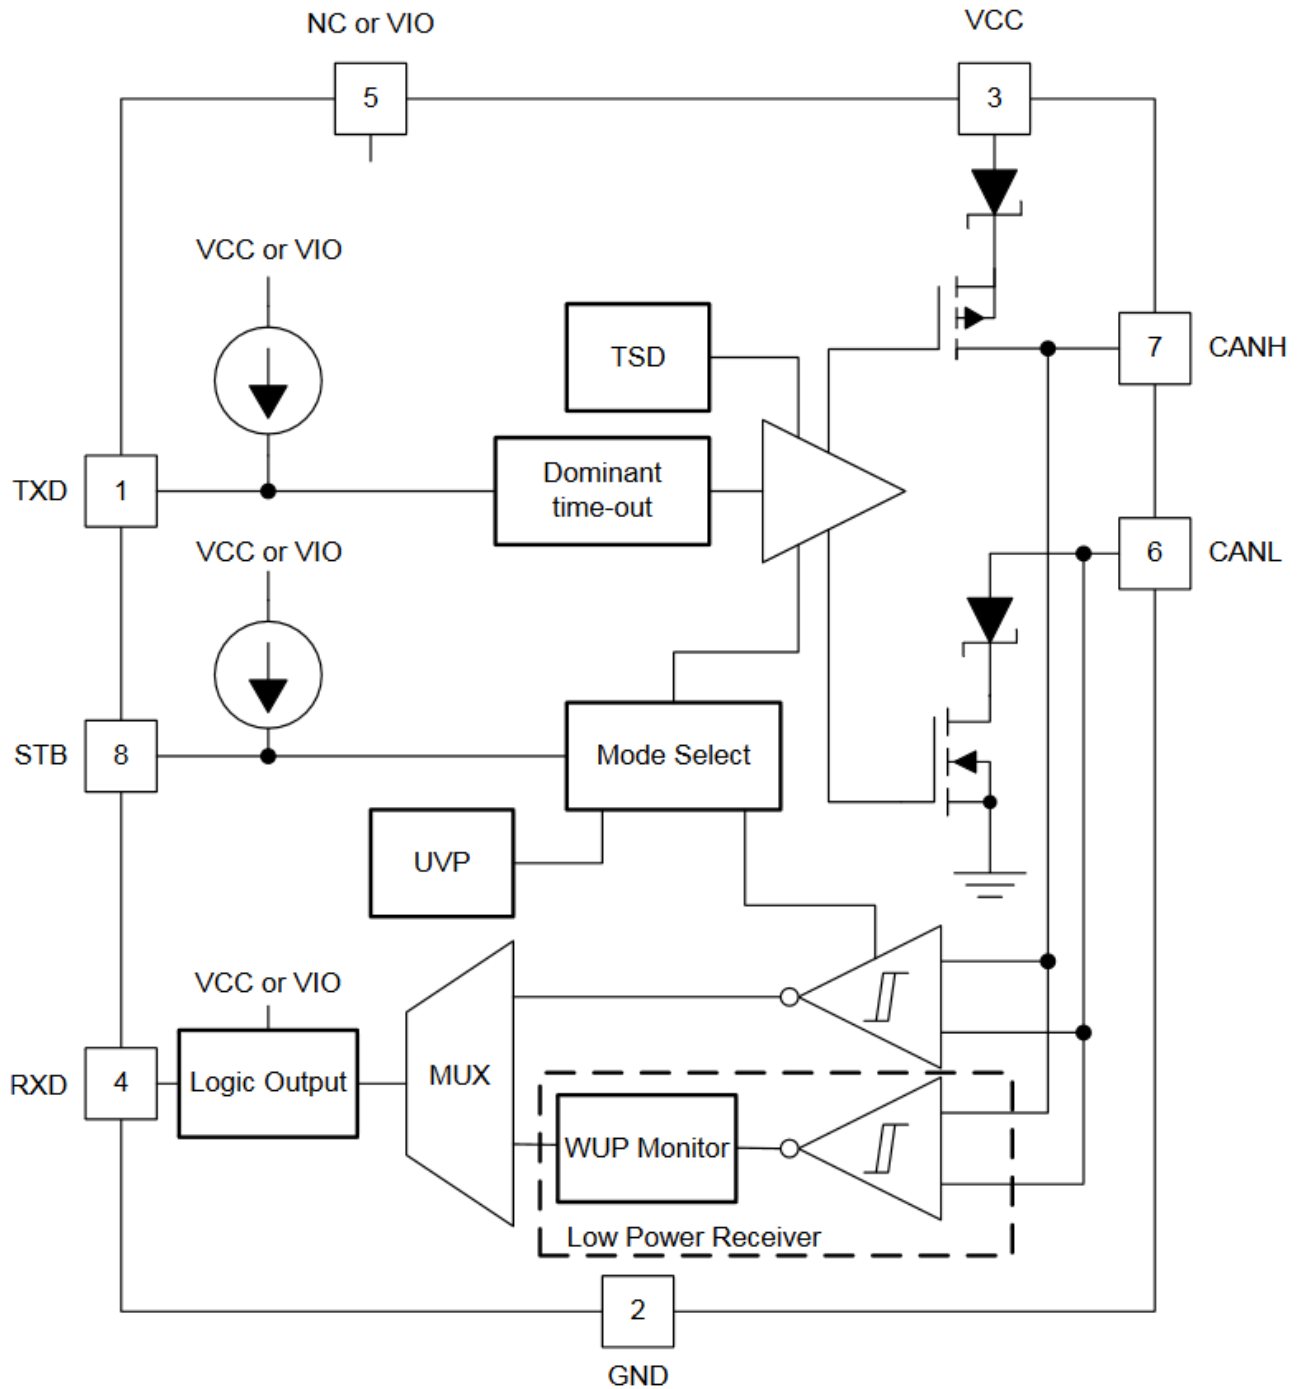 NC or VIO
VCC
5
3
VCC or VIO
TSD
7
CANH
TXD
1
Dominant
time-out
VCC or VIO
6
CANL
STB
8
Mode Select
UVP
VCC or VIO
RXD
4
Logic Output
MUX
WUP Monitor
Low Power Receiver
2
GND